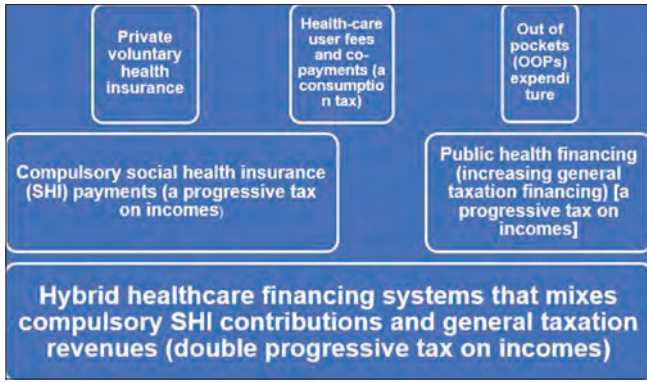 Private
voluntary
health
insurance
Health-care
user fees
and co-
payments (a
consumptio
n tax)
Out of
pockets
(OOPs)
expendi
ture
Compulsory social health insurance
(SHI) payments (a progressive tax
on incomes)
Public health financing
(increasing general
taxation financing) [a
progressive tax on
incomes]
Hybrid healthcare financing systems that mixes
compulsory SHI contributions and general taxation
revenues (double progressive tax on incomes)